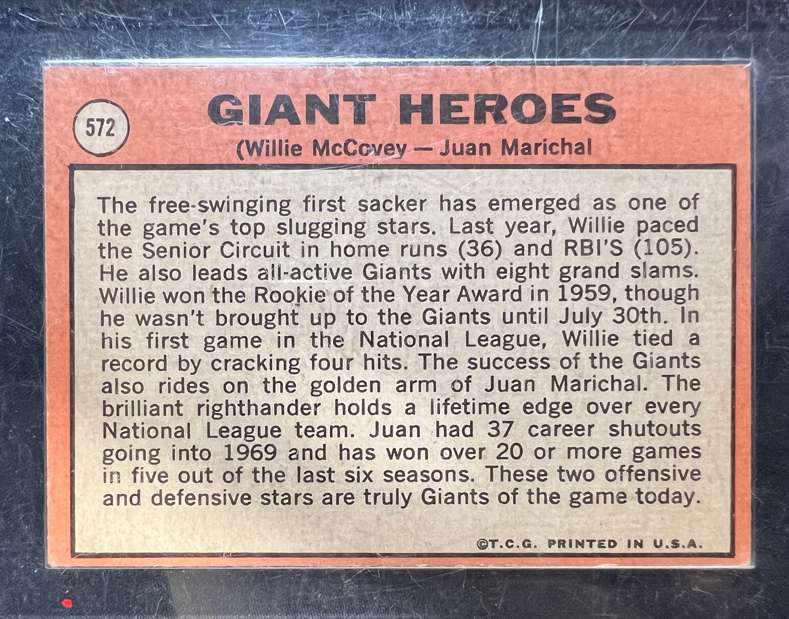 572
GIANT HEROES
(Willie McCovey — Juan Marichal
The free-swinging first sacker has emerged as one of
the game's top slugging stars. Last year, Willie paced
the Senior Circuit in home runs (36) and RBI'S (105).
He also leads all-active Giants with eight grand slams.
Willie won the Rookie of the Year Award in 1959, though
he wasn't brought up to the Giants until July 30th. In
his first game in the National League, Willie tied a
record by cracking four hits. The success of the Giants
also rides on the golden arm of Juan Marichal. The
brilliant righthander holds a lifetime edge over every
National League team. Juan had 37 career shutouts
going into 1969 and has won over 20 or more games
in five out of the last six seasons. These two offensive
and defensive stars are truly Giants of the game today.
©T.C.G. PRINTED IN U.S.A.